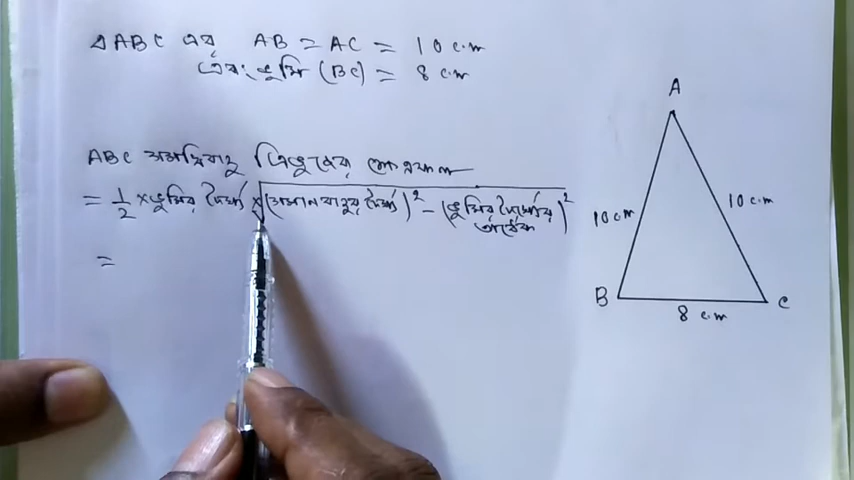 △ABC এর AB = AC = 10 c.m
এবং ভূমি (BC) = 8 c.m
ABC সমদ্বিবাহু ত্রিভুজের ক্ষেত্রফল
= 1/2 × ভূমির দৈর্ঘ্য × √(সমান বাহুর দৈর্ঘ্য)² - (ভূমির দৈর্ঘ্যের অর্ধেক)²
=
A
10 c.m
10 c.m
B
C
8 c.m